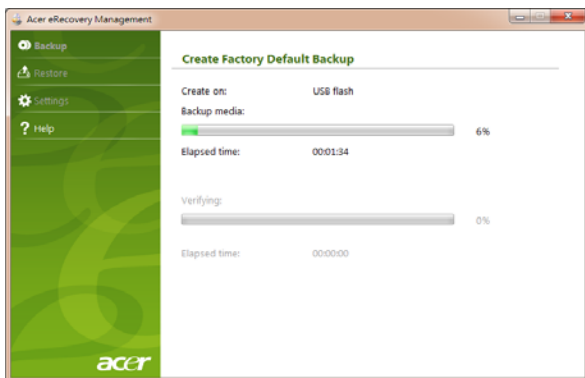 Acer eRecovery Management
Backup
Restore
Settings
? Help
Create Factory Default Backup
Create on: USB flash
Backup media:
6%
Elapsed time: 00:01:34
Verifying:
0%
Elapsed time: 00:00:00
acer